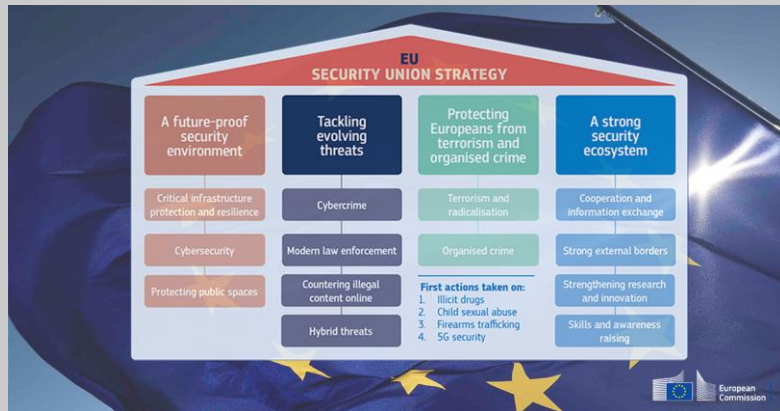 EU
SECURITY UNION STRATEGY
A future-proof
security
environment
Critical infrastructure
protection and resilience
Cybersecurity
Protecting public spaces
Tackling
evolving
threats
Cybercrime
Modern law enforcement
Countering illegal
content online
Hybrid threats
Protecting
Europeans from
terrorism and
organised crime
Terrorism and
radicalisation
Organised crime
First actions taken on:
1. Illicit drugs
2. Child sexual abuse
3. Firearms trafficking
4. 5G security
A strong
security
ecosystem
Cooperation and
information exchange
Strong external borders
Strengthening research
and innovation
Skills and awareness
raising
European
Commission